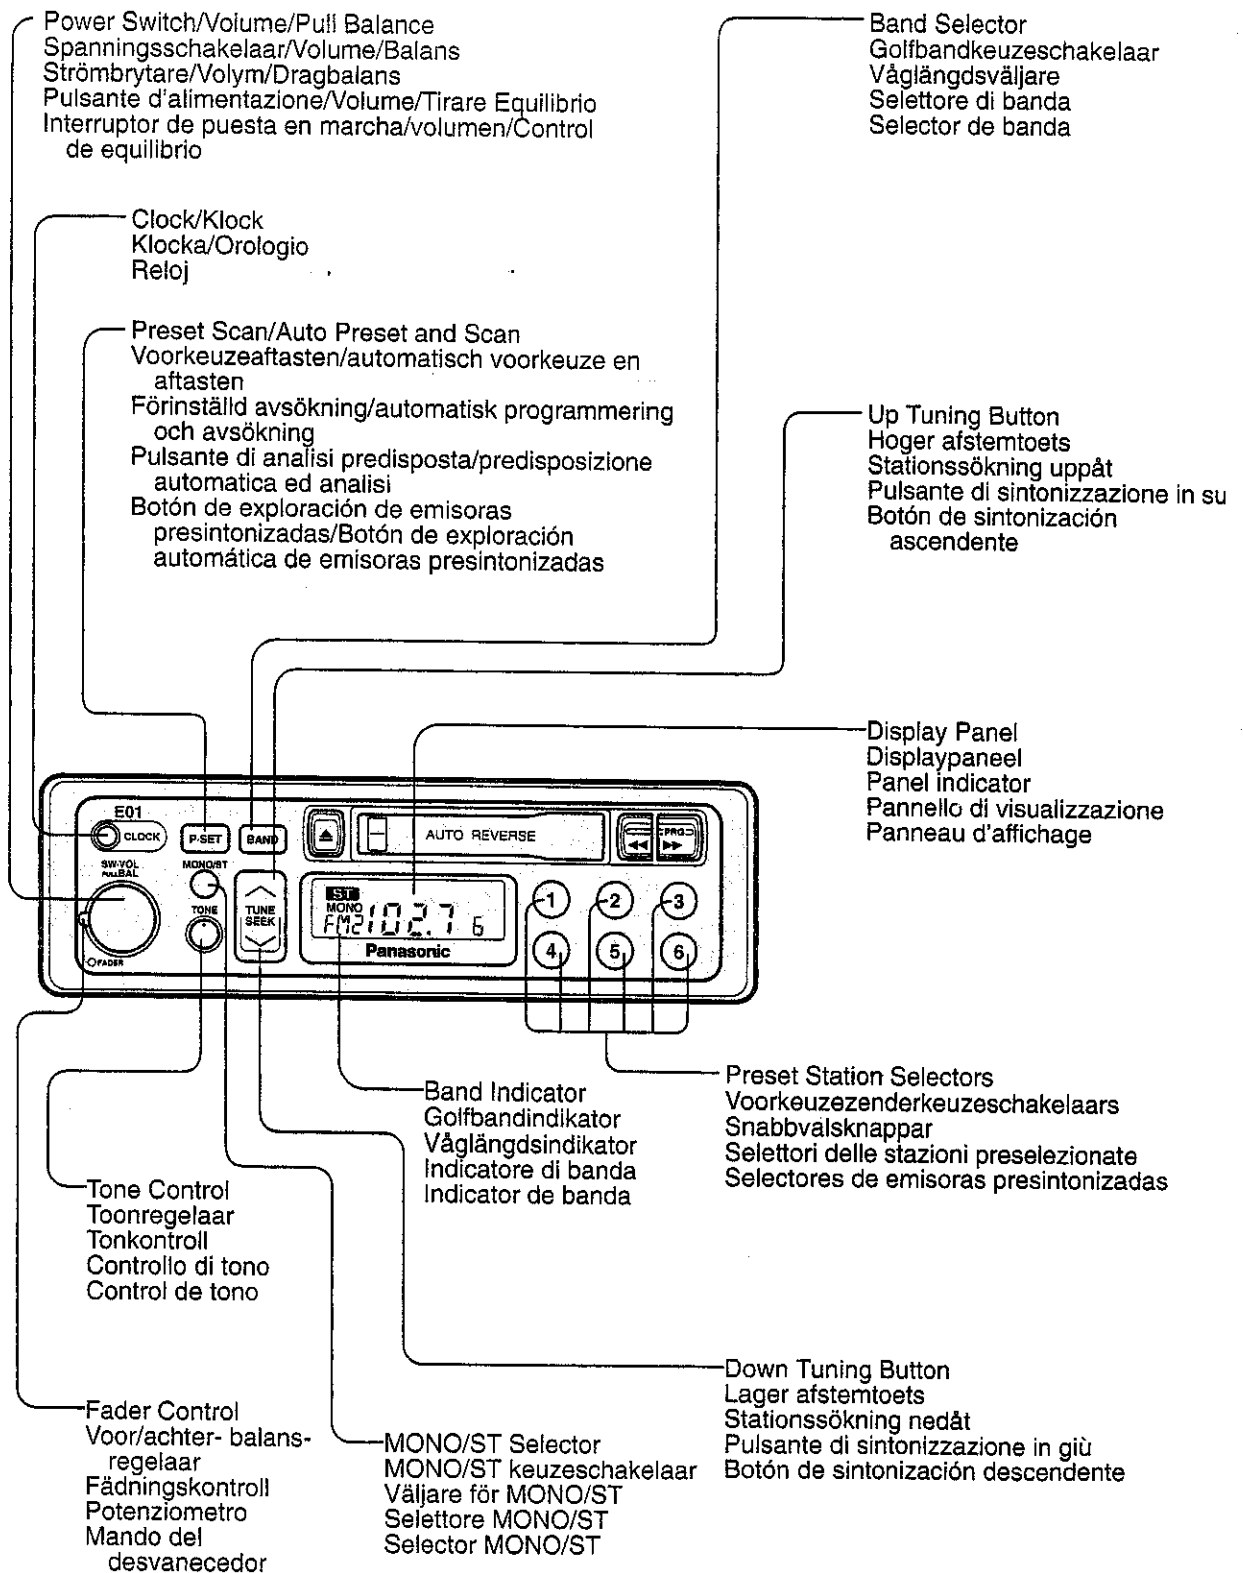 Power Switch/Volume/Pull Balance
Spanningsschakelaar/Volume/Balans
Strömbrytare/Volym/Dragbalans
Pulsante d'alimentazione/Volume/Tirare Equilibrio
Interruptor de puesta en marcha/volumen/Control
de equilibrio
Band Selector
Golfbandkeuzeschakelaar
Våglängdsväljare
Selettore di banda
Selector de banda
Clock/Klock
Klocka/Orologio
Reloj
Preset Scan/Auto Preset and Scan
Voorkeuzeaftasten/automatisch voorkeuze en
aftasten
Förinställd avsökning/automatisk programmering
och avsökning
Pulsante di analisi predisposta/predisposizione
automatica ed analisi
Botón de exploración de emisoras
presintonizadas/Botón de exploración
automática de emisoras presintonizadas
Up Tuning Button
Hoger afstemtoets
Stationssökning uppåt
Pulsante di sintonizzazione in su
Botón de sintonización
ascendente
Display Panel
Displaypaneel
Panel indicator
Pannello di visualizzazione
Panneau d'affichage
E01
CLOCK
P·SET
BAND
AUTO REVERSE
PRG
SW·VOL
PULL BAL
MONO/ST
TONE
TUNE
SEEK
FADER
ST
MONO
FM2 102.7 6
Panasonic
1 2 3
4 5 6
Band Indicator
Golfbandindikator
Våglängdsindikator
Indicatore di banda
Indicator de banda
Preset Station Selectors
Voorkeuzezenderkeuzeschakelaars
Snabbvalsknappar
Selettori delle stazioni preselezionate
Selectores de emisoras presintonizadas
Tone Control
Toonregelaar
Tonkontroll
Controllo di tono
Control de tono
Down Tuning Button
Lager afstemtoets
Stationssökning nedåt
Pulsante di sintonizzazione in giù
Botón de sintonización descendente
Fader Control
Voor/achter- balans-
regelaar
Fädningskontroll
Potenziometro
Mando del
desvanecedor
MONO/ST Selector
MONO/ST keuzeschakelaar
Väljare för MONO/ST
Selettore MONO/ST
Selector MONO/ST